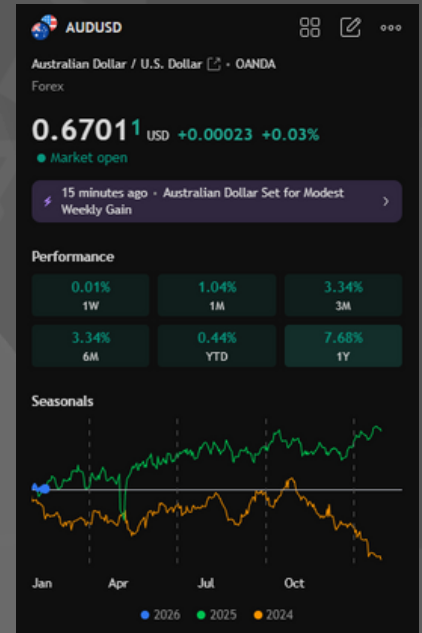 AUDUSD
Australian Dollar / U.S. Dollar • OANDA
Forex
0.67011 USD +0.00023 +0.03%
Market open
15 minutes ago • Australian Dollar Set for Modest
Weekly Gain
Performance
0.01% 1.04% 3.34%
1W 1M 3M
3.34% 0.44% 7.68%
6M YTD 1Y
Seasonals
Jan Apr Jul Oct
2026 2025 2024